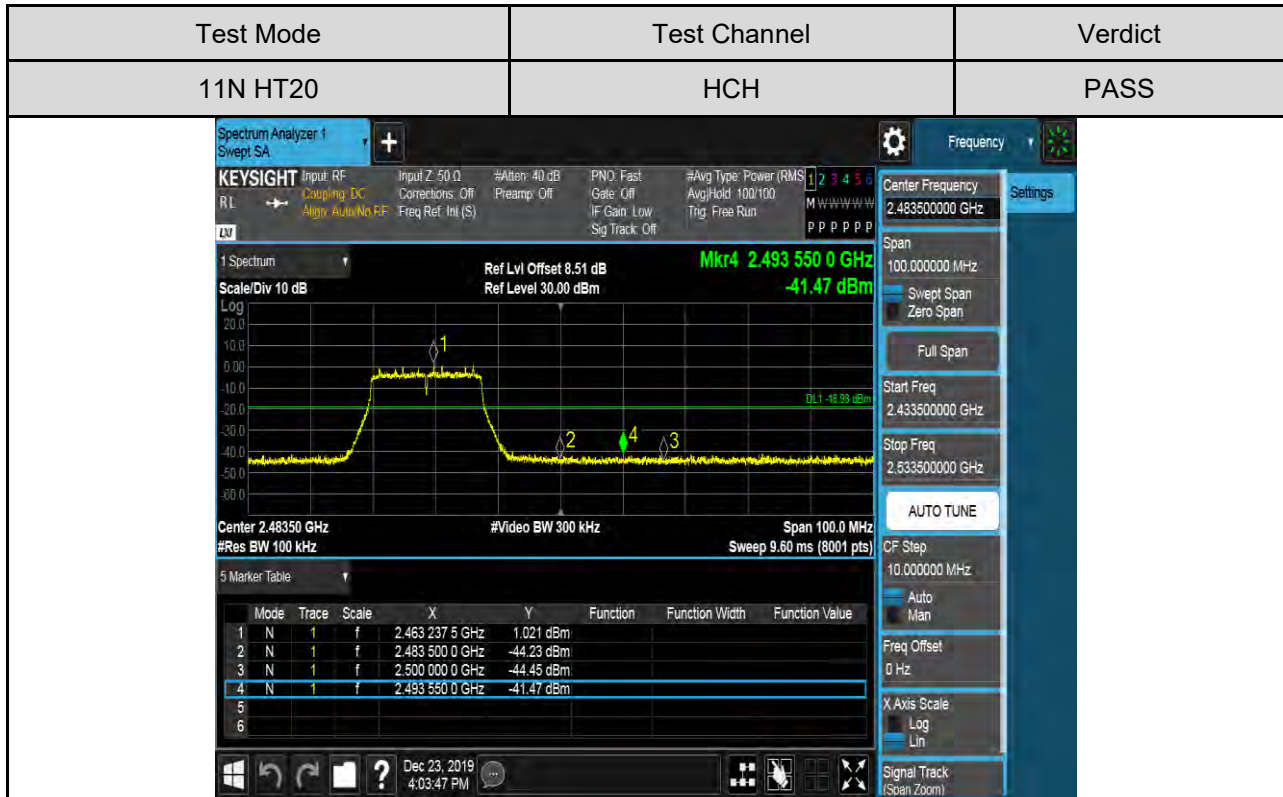 Test Mode Test Channel Verdict
11N HT20 HCH PASS
Spectrum Analyzer 1
Swept SA
Frequency
KEYSIGHT Input: RF Input Z: 50 Ω #Atten: 40 dB PNO: Fast #Avg Type: Power (RMS 1 2 3 4 5 6
RL Coupling: DC Corrections: Off Preamp: Off Gate: Off Avg|Hold: 100/100 M W W W W W
Align: Auto/No RF Freq Ref: Int (S) IF Gain: Low Trig: Free Run
Sig Track: Off P P P P P P
LXI
Center Frequency
2.483500000 GHz
Settings
1 Spectrum
Ref Lvl Offset 8.51 dB
Mkr4 2.493 550 0 GHz
Scale/Div 10 dB
Ref Level 30.00 dBm
-41.47 dBm
Log
20.0
10.0
0.00
-10.0
-20.0
-30.0
-40.0
-50.0
-60.0
1
2
4
3
DL1 -18.98 dBm
Center 2.48350 GHz #Video BW 300 kHz Span 100.0 MHz
#Res BW 100 kHz Sweep 9.60 ms (8001 pts)
Span
100.000000 MHz
Swept Span
Zero Span
Full Span
Start Freq
2.433500000 GHz
Stop Freq
2.533500000 GHz
AUTO TUNE
CF Step
10.000000 MHz
Auto
Man
Freq Offset
0 Hz
X Axis Scale
Log
Lin
Signal Track
(Span Zoom)
5 Marker Table
Mode Trace Scale X Y Function Function Width Function Value
1 N 1 f 2.463 237 5 GHz 1.021 dBm
2 N 1 f 2.483 500 0 GHz -44.23 dBm
3 N 1 f 2.500 000 0 GHz -44.45 dBm
4 N 1 f 2.493 550 0 GHz -41.47 dBm
5
6
?
Dec 23, 2019
4:03:47 PM